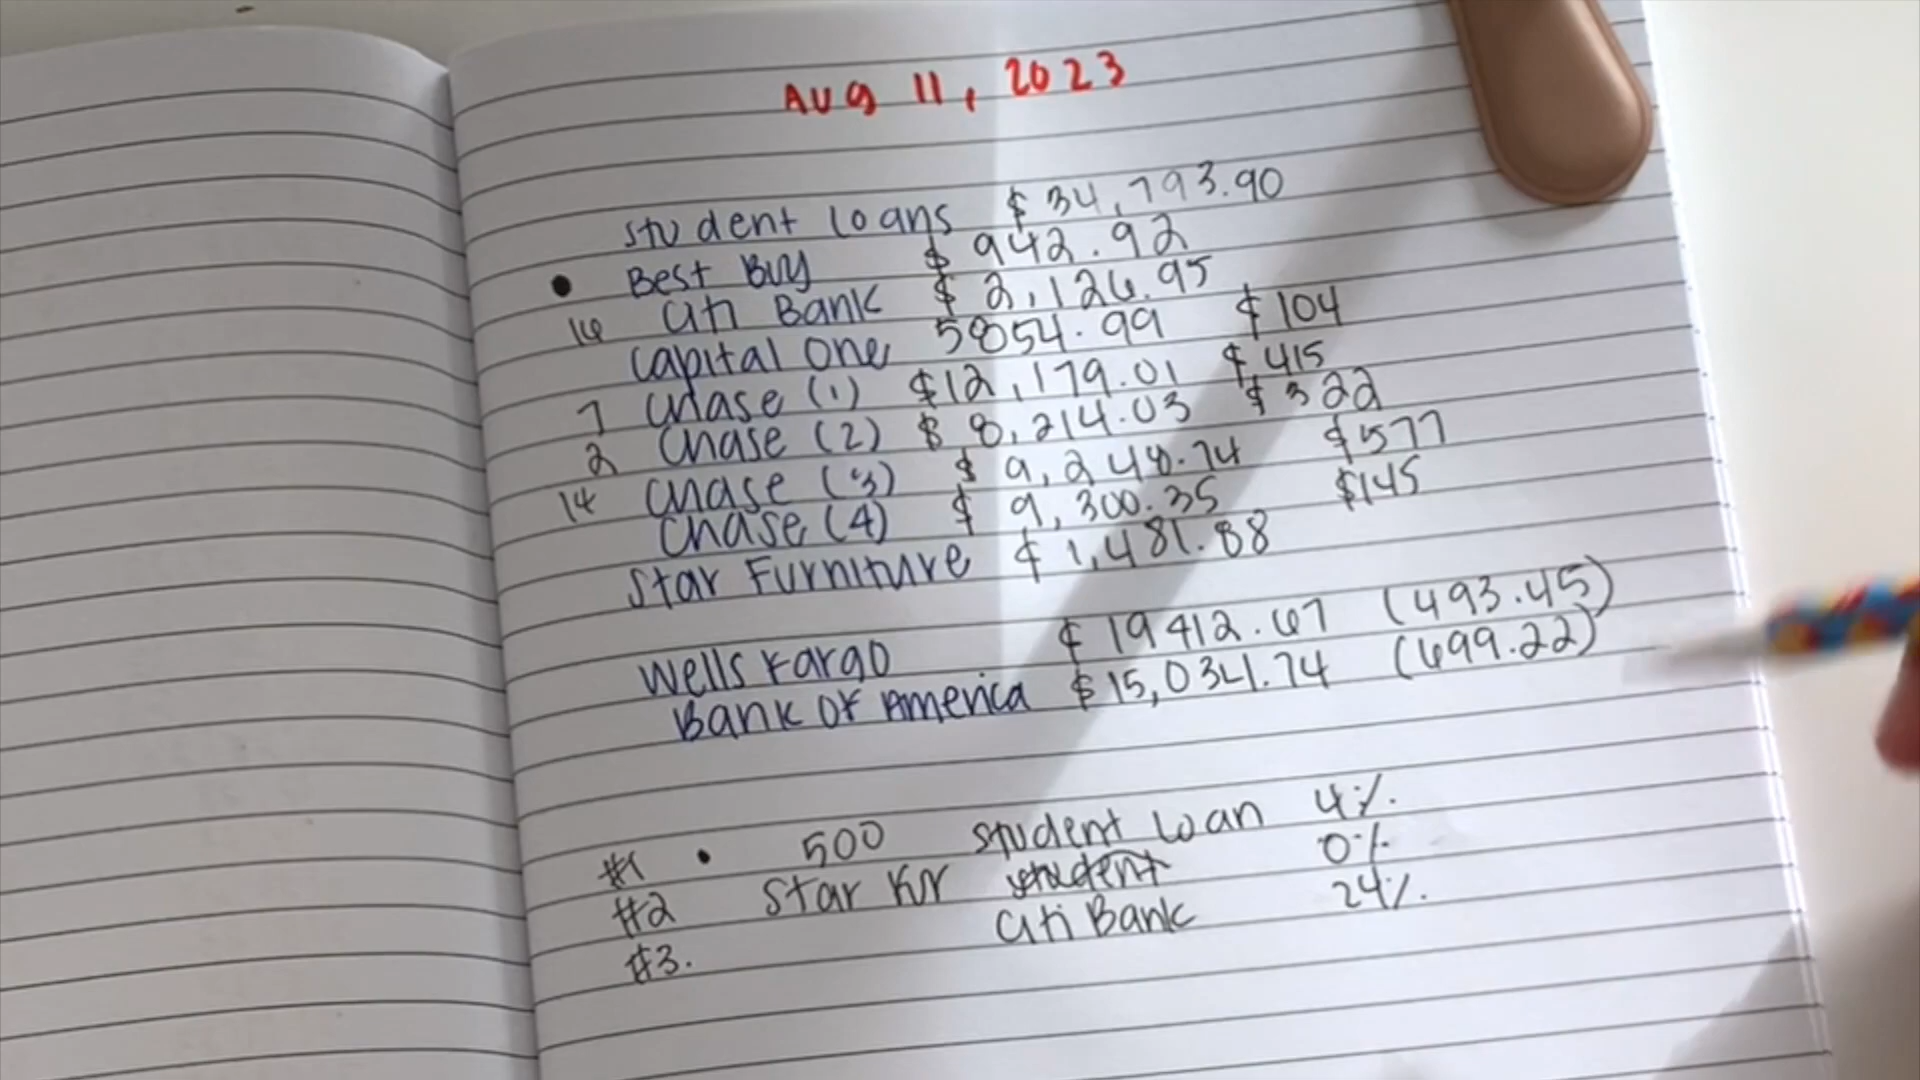 Aug 11, 2023
Student loans $ 34,793.90
• Best Buy $ 942.92
16 Citi Bank $ 2,126.95
Capital One 5854.99 $ 104
7 Chase (1) $12,179.01 $ 415
2 Chase (2) $ 8,214.03 $ 322
14 Chase (3) $ 9,248.74 $577
Chase (4) $ 9,300.35 $145
Star Furniture $ 1,481.88
Wells Fargo $ 19412.67 (493.45)
Bank of America $ 15,034.74 (699.22)
#1 • 500 Student Loan 4%
#2 Star Fur student 0%
#3. Citi Bank 24%